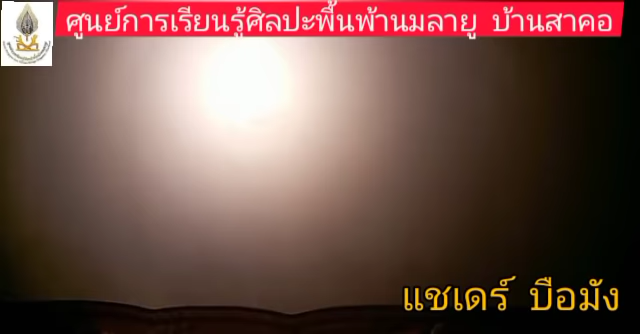 ศูนย์การเรียนรู้ศิลปะพื้นพ้านมลายู บ้านสาคอ
แชเดร์ บือมัง